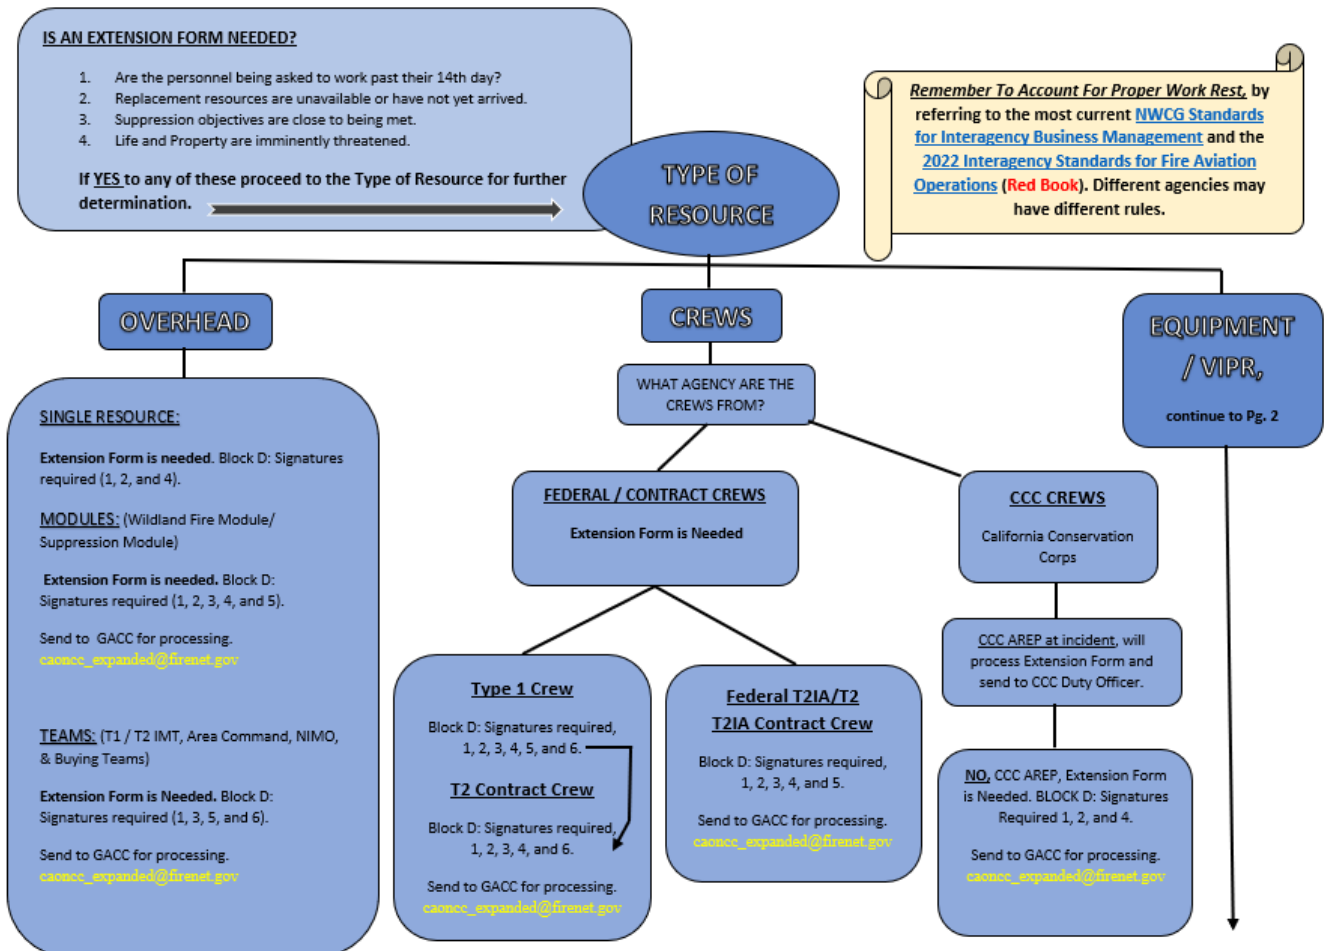 IS AN EXTENSION FORM NEEDED?
1. Are the personnel being asked to work past their 14th day?
2. Replacement resources are unavailable or have not yet arrived.
3. Suppression objectives are close to being met.
4. Life and Property are imminently threatened.
If YES to any of these proceed to the Type of Resource for further
determination.
Remember To Account For Proper Work Rest, by
referring to the most current NWCG Standards
for Interagency Business Management and the
2022 Interagency Standards for Fire Aviation
Operations (Red Book). Different agencies may
have different rules.
TYPE OF
RESOURCE
OVERHEAD
SINGLE RESOURCE:
Extension Form is needed. Block D: Signatures
required (1, 2, and 4).
MODULES: (Wildland Fire Module/
Suppression Module)
Extension Form is needed. Block D:
Signatures required (1, 2, 3, 4, and 5).
Send to GACC for processing.
caoncc_expanded@firenet.gov
TEAMS: (T1 / T2 IMT, Area Command, NIMO,
& Buying Teams)
Extension Form is Needed. Block D:
Signatures required (1, 3, 5, and 6).
Send to GACC for processing.
caoncc_expanded@firenet.gov
CREWS
WHAT AGENCY ARE THE
CREWS FROM?
FEDERAL / CONTRACT CREWS
Extension Form is Needed
Type 1 Crew
Block D: Signatures required,
1, 2, 3, 4, 5, and 6.
T2 Contract Crew
Block D: Signatures required,
1, 2, 3, 4, and 6.
Send to GACC for processing.
caoncc_expanded@firenet.gov
Federal T2IA/T2
T2IA Contract Crew
Block D: Signatures required,
1, 2, 3, 4, and 5.
Send to GACC for processing.
caoncc_expanded@firenet.gov
CCC CREWS
California Conservation
Corps
CCC AREP at incident, will
process Extension Form and
send to CCC Duty Officer.
NO, CCC AREP, Extension Form
is Needed. BLOCK D: Signatures
Required 1, 2, and 4.
Send to GACC for processing.
caoncc_expanded@firenet.gov
EQUIPMENT
/ VIPR,
continue to Pg. 2